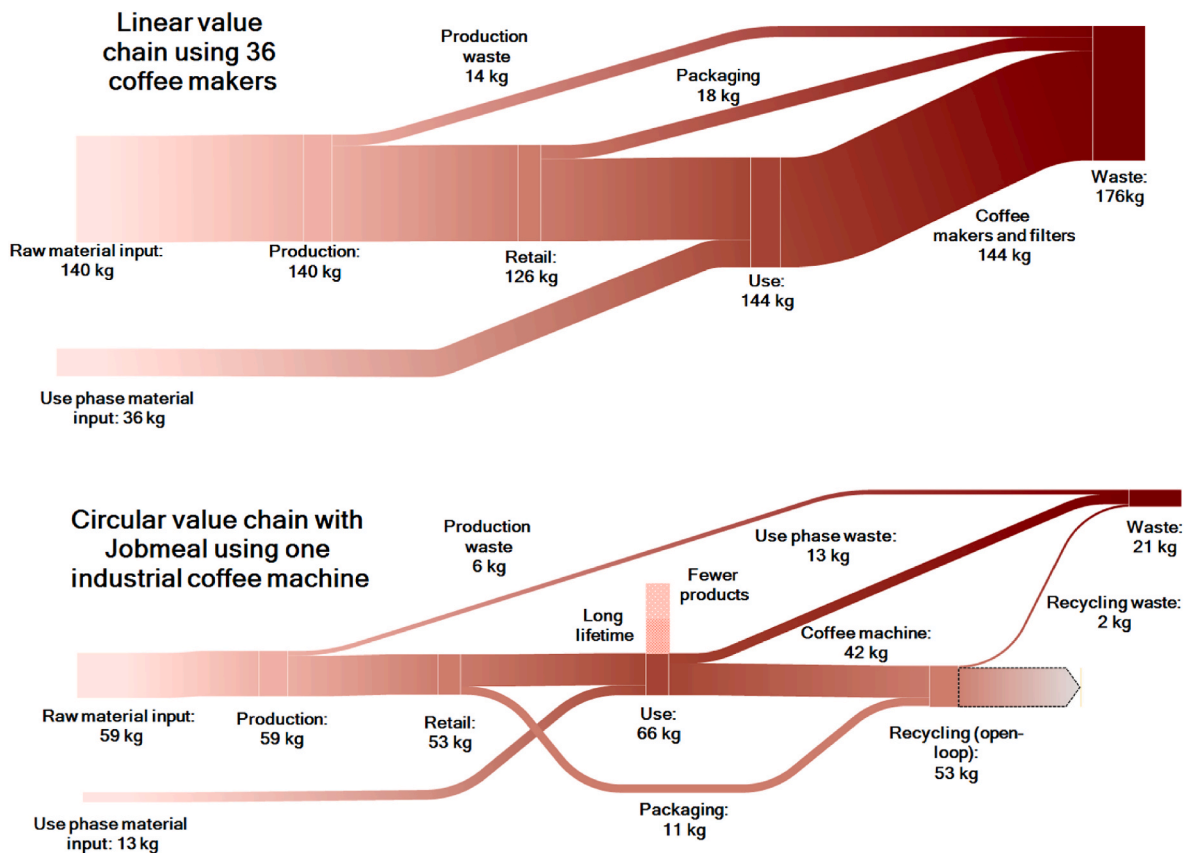 Linear value
chain using 36
coffee makers
Production
waste
14 kg
Packaging
18 kg
Raw material input:
140 kg
Production:
140 kg
Retail:
126 kg
Use:
144 kg
Coffee
makers and filters
144 kg
Waste:
176kg
Use phase material
input: 36 kg
Circular value chain with
Jobmeal using one
industrial coffee machine
Production
waste
6 kg
Long
lifetime
Fewer
products
Use phase waste:
13 kg
Waste:
21 kg
Recycling waste:
2 kg
Coffee machine:
42 kg
Raw material input:
59 kg
Production:
59 kg
Retail:
53 kg
Use:
66 kg
Recycling (open-
loop):
53 kg
Packaging:
11 kg
Use phase material
input: 13 kg